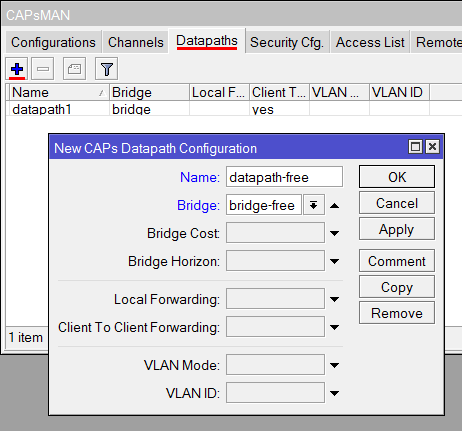 CAPsMAN
Configurations Channels Datapaths Security Cfg. Access List Remote
Name Bridge Local F... Client T... VLAN ... VLAN ID
datapath1 bridge yes
New CAPs Datapath Configuration
Name: datapath-free OK
Bridge: bridge-free Cancel
Bridge Cost: Apply
Bridge Horizon: Comment
Copy
Local Forwarding: Remove
Client To Client Forwarding:
VLAN Mode:
VLAN ID:
1 item